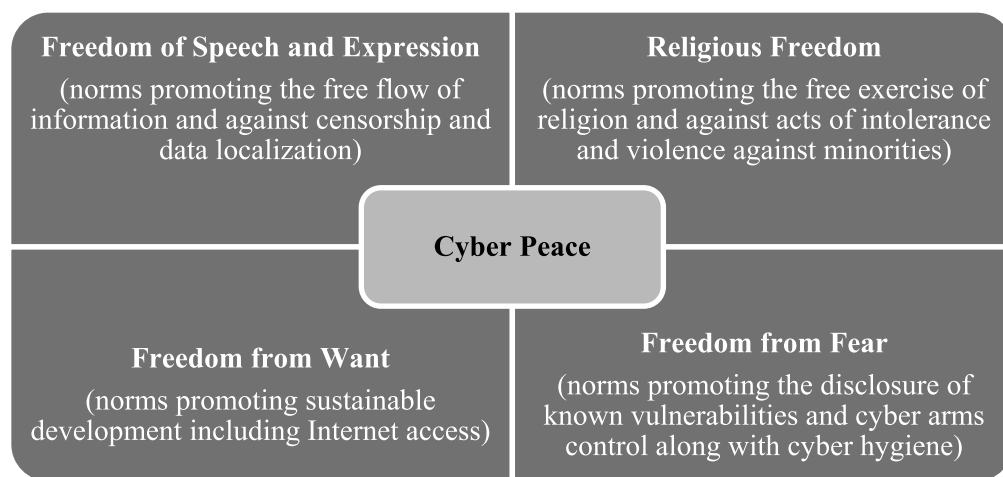 Freedom of Speech and Expression
(norms promoting the free flow of
information and against censorship and
data localization)
Religious Freedom
(norms promoting the free exercise of
religion and against acts of intolerance
and violence against minorities)
Cyber Peace
Freedom from Want
(norms promoting sustainable
development including Internet access)
Freedom from Fear
(norms promoting the disclosure of
known vulnerabilities and cyber arms
control along with cyber hygiene)